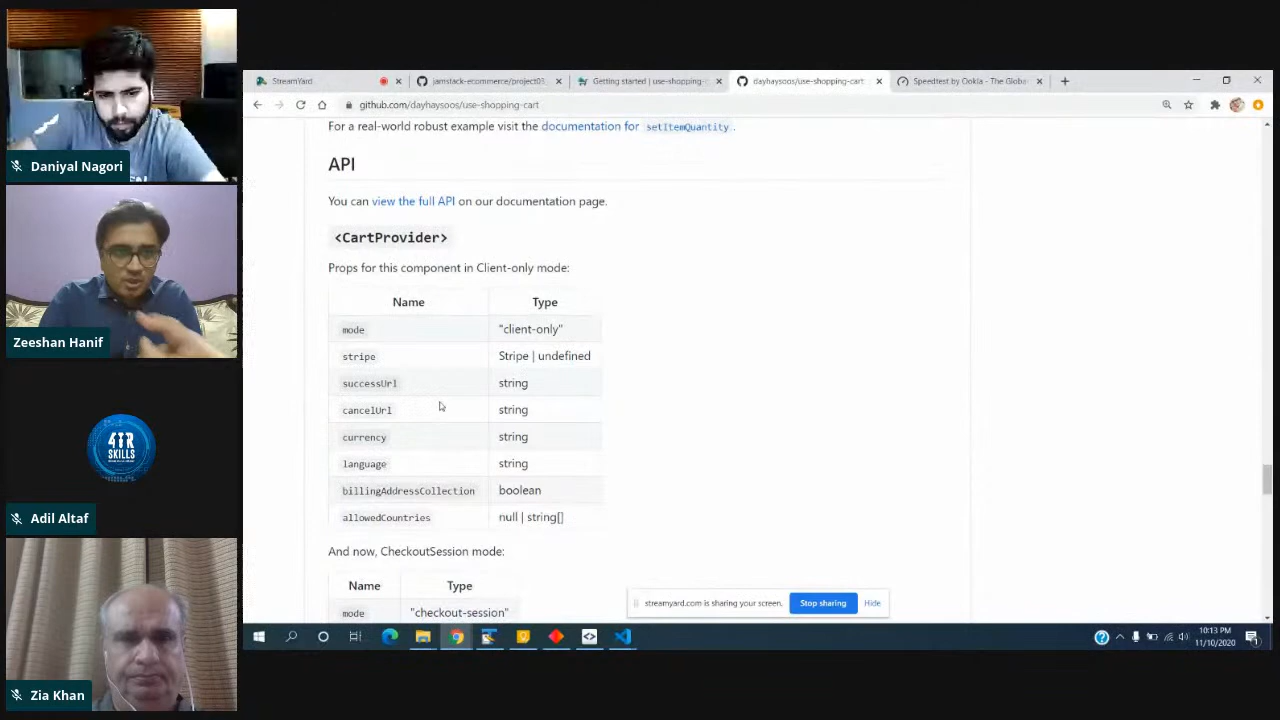 Daniyal Nagori
Zeeshan Hanif
4IR
SKILLS
Adil Altaf
Zia Khan
StreamYard
jamstack-ecommerce/project03
Getting started | use-shopping-c
dayhaysoos/use-shopping-cart
Speedtest by Ookla - The Globa
github.com/dayhaysoos/use-shopping-cart
For a real-world robust example visit the documentation for setItemQuantity.
API
You can view the full API on our documentation page.
<CartProvider>
Props for this component in Client-only mode:
Name Type
mode "client-only"
stripe Stripe | undefined
successUrl string
cancelUrl string
currency string
language string
billingAddressCollection boolean
allowedCountries null | string[]
And now, CheckoutSession mode:
Name Type
mode "checkout-session"
streamyard.com is sharing your screen. Stop sharing Hide
10:13 PM
11/10/2020